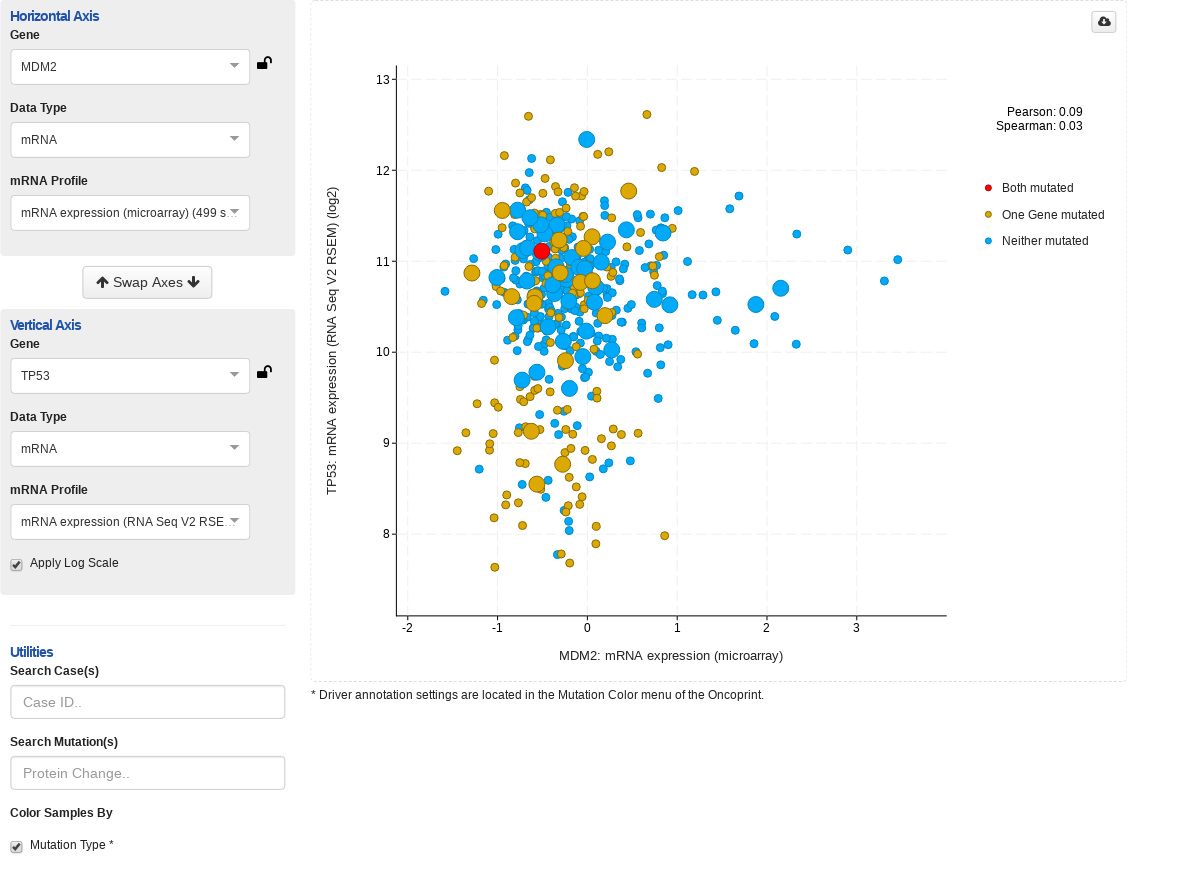 Horizontal Axis
Gene
MDM2
Data Type
mRNA
mRNA Profile
mRNA expression (microarray) (499 s...
Swap Axes
Vertical Axis
Gene
TP53
Data Type
mRNA
mRNA Profile
mRNA expression (RNA Seq V2 RSE...
Apply Log Scale
Utilities
Search Case(s)
Case ID..
Search Mutation(s)
Protein Change..
Color Samples By
Mutation Type *
TP53: mRNA expression (RNA Seq V2 RSEM) (log2)
13
12
11
10
9
8
-2 -1 0 1 2 3
MDM2: mRNA expression (microarray)
Pearson: 0.09
Spearman: 0.03
Both mutated
One Gene mutated
Neither mutated
* Driver annotation settings are located in the Mutation Color menu of the Oncoprint.